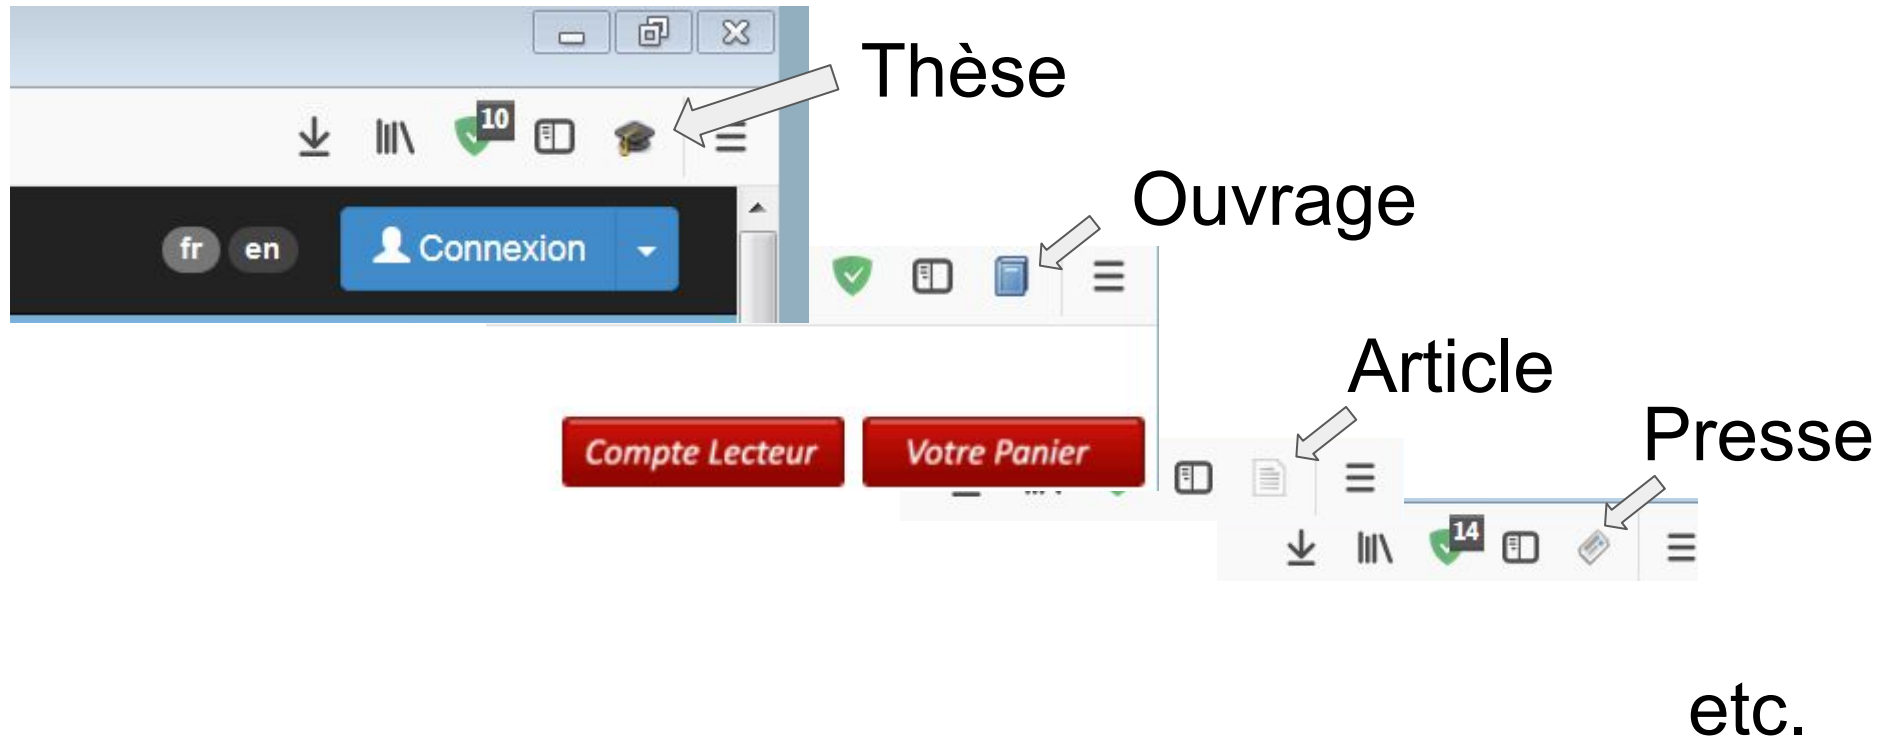 Thèse
10
fr en Connexion
Ouvrage
Article
Compte Lecteur Votre Panier
Presse
14
etc.